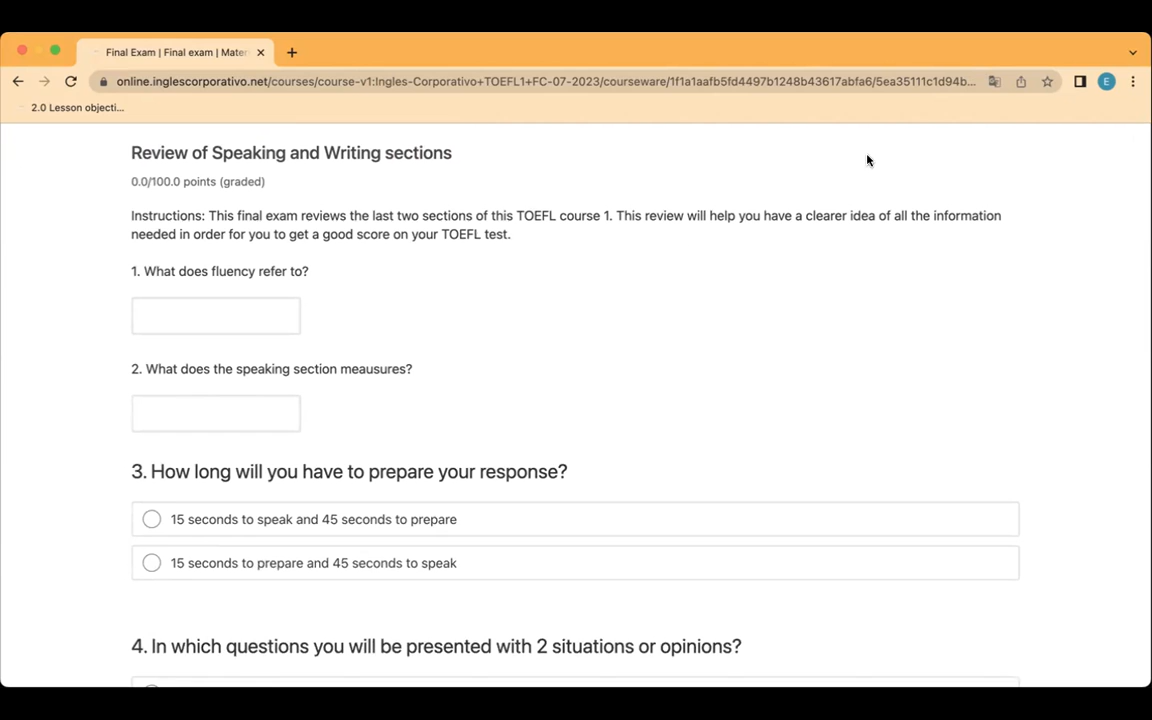 Final Exam | Final exam | Mater
online.inglescorporativo.net/courses/course-v1:Ingles-Corporativo+TOEFL1+FC-07-2023/courseware/1f1a1aafb5fd4497b1248b43617abfa6/5ea35111c1d94b...
E
2.0 Lesson objecti...
Review of Speaking and Writing sections
0.0/100.0 points (graded)
Instructions: This final exam reviews the last two sections of this TOEFL course 1. This review will help you have a clearer idea of all the information
needed in order for you to get a good score on your TOEFL test.
1. What does fluency refer to?
2. What does the speaking section meausures?
3. How long will you have to prepare your response?
15 seconds to speak and 45 seconds to prepare
15 seconds to prepare and 45 seconds to speak
4. In which questions you will be presented with 2 situations or opinions?